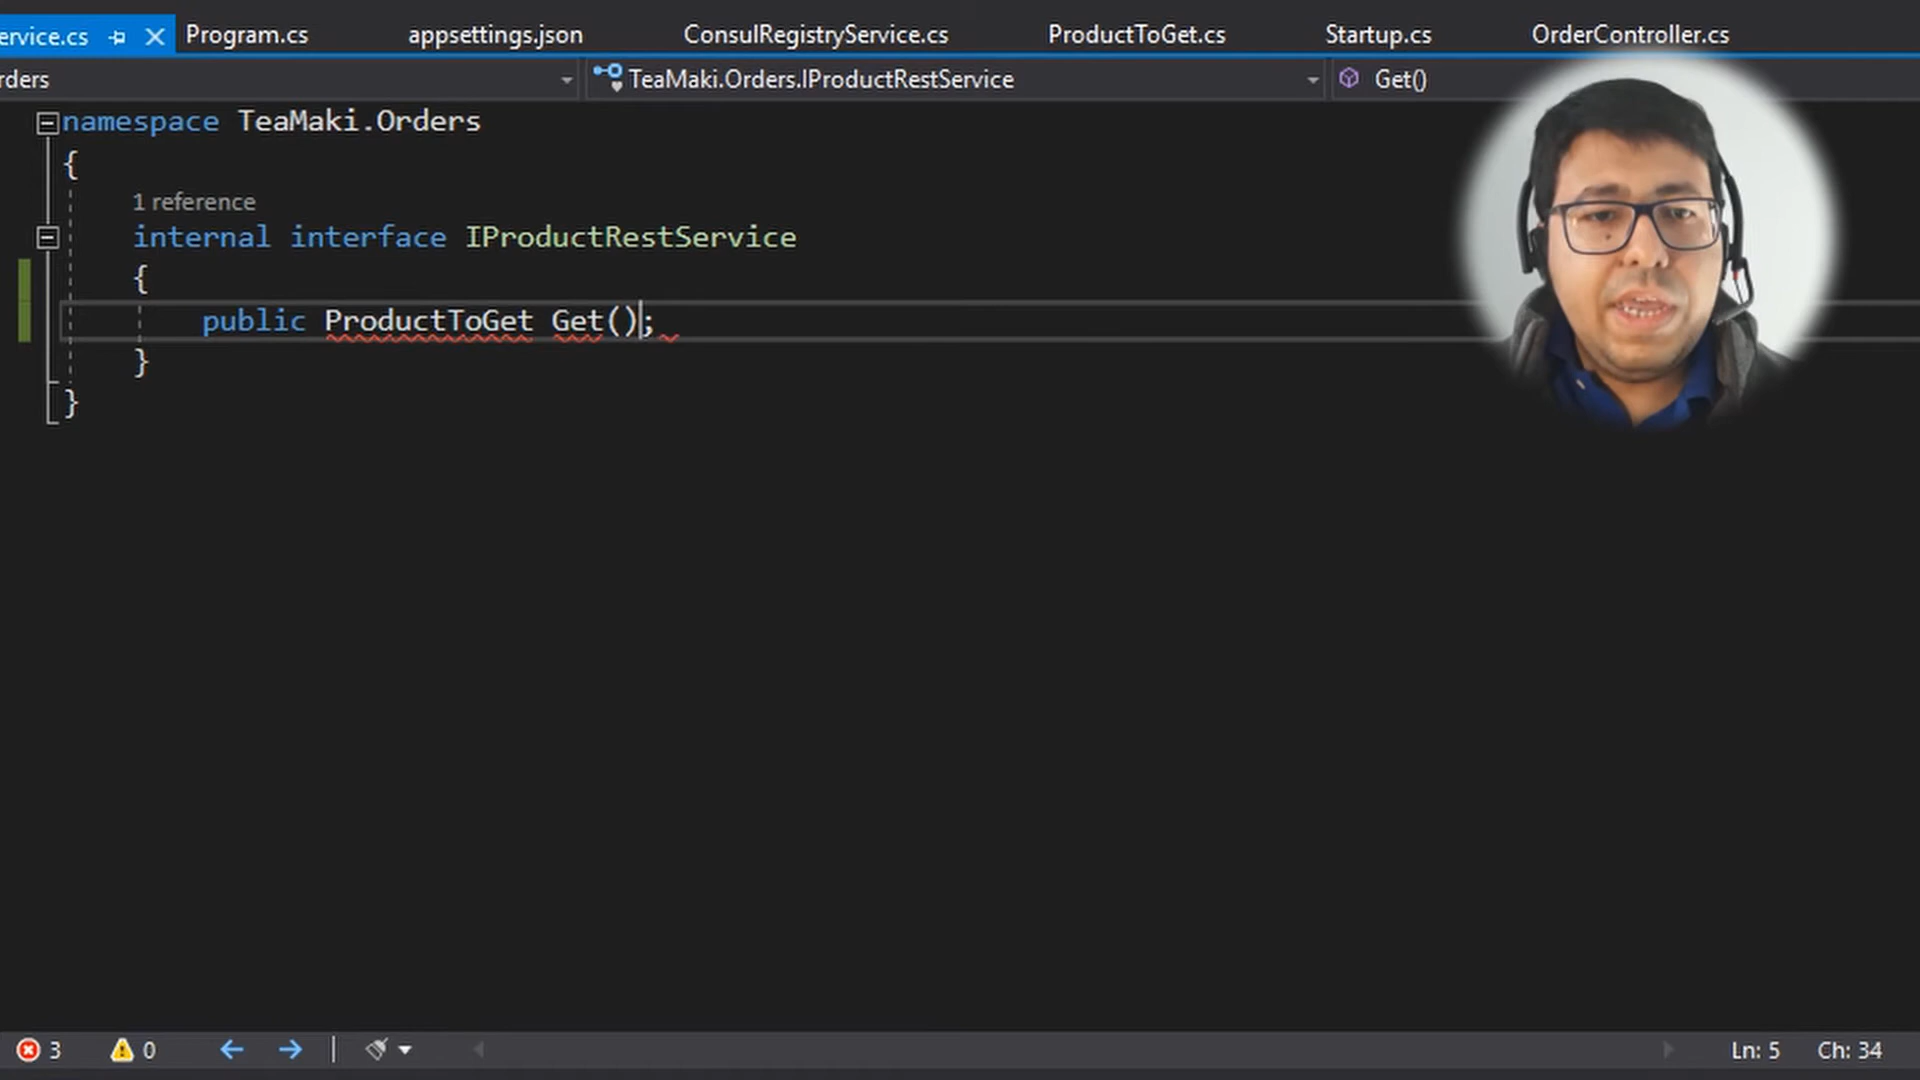 ervice.cs Program.cs appsettings.json ConsulRegistryService.cs ProductToGet.cs Startup.cs OrderController.cs
rders TeaMaki.Orders.IProductRestService Get()
namespace TeaMaki.Orders
{
1 reference
internal interface IProductRestService
{
public ProductToGet Get();
}
}
3 0 Ln: 5 Ch: 34